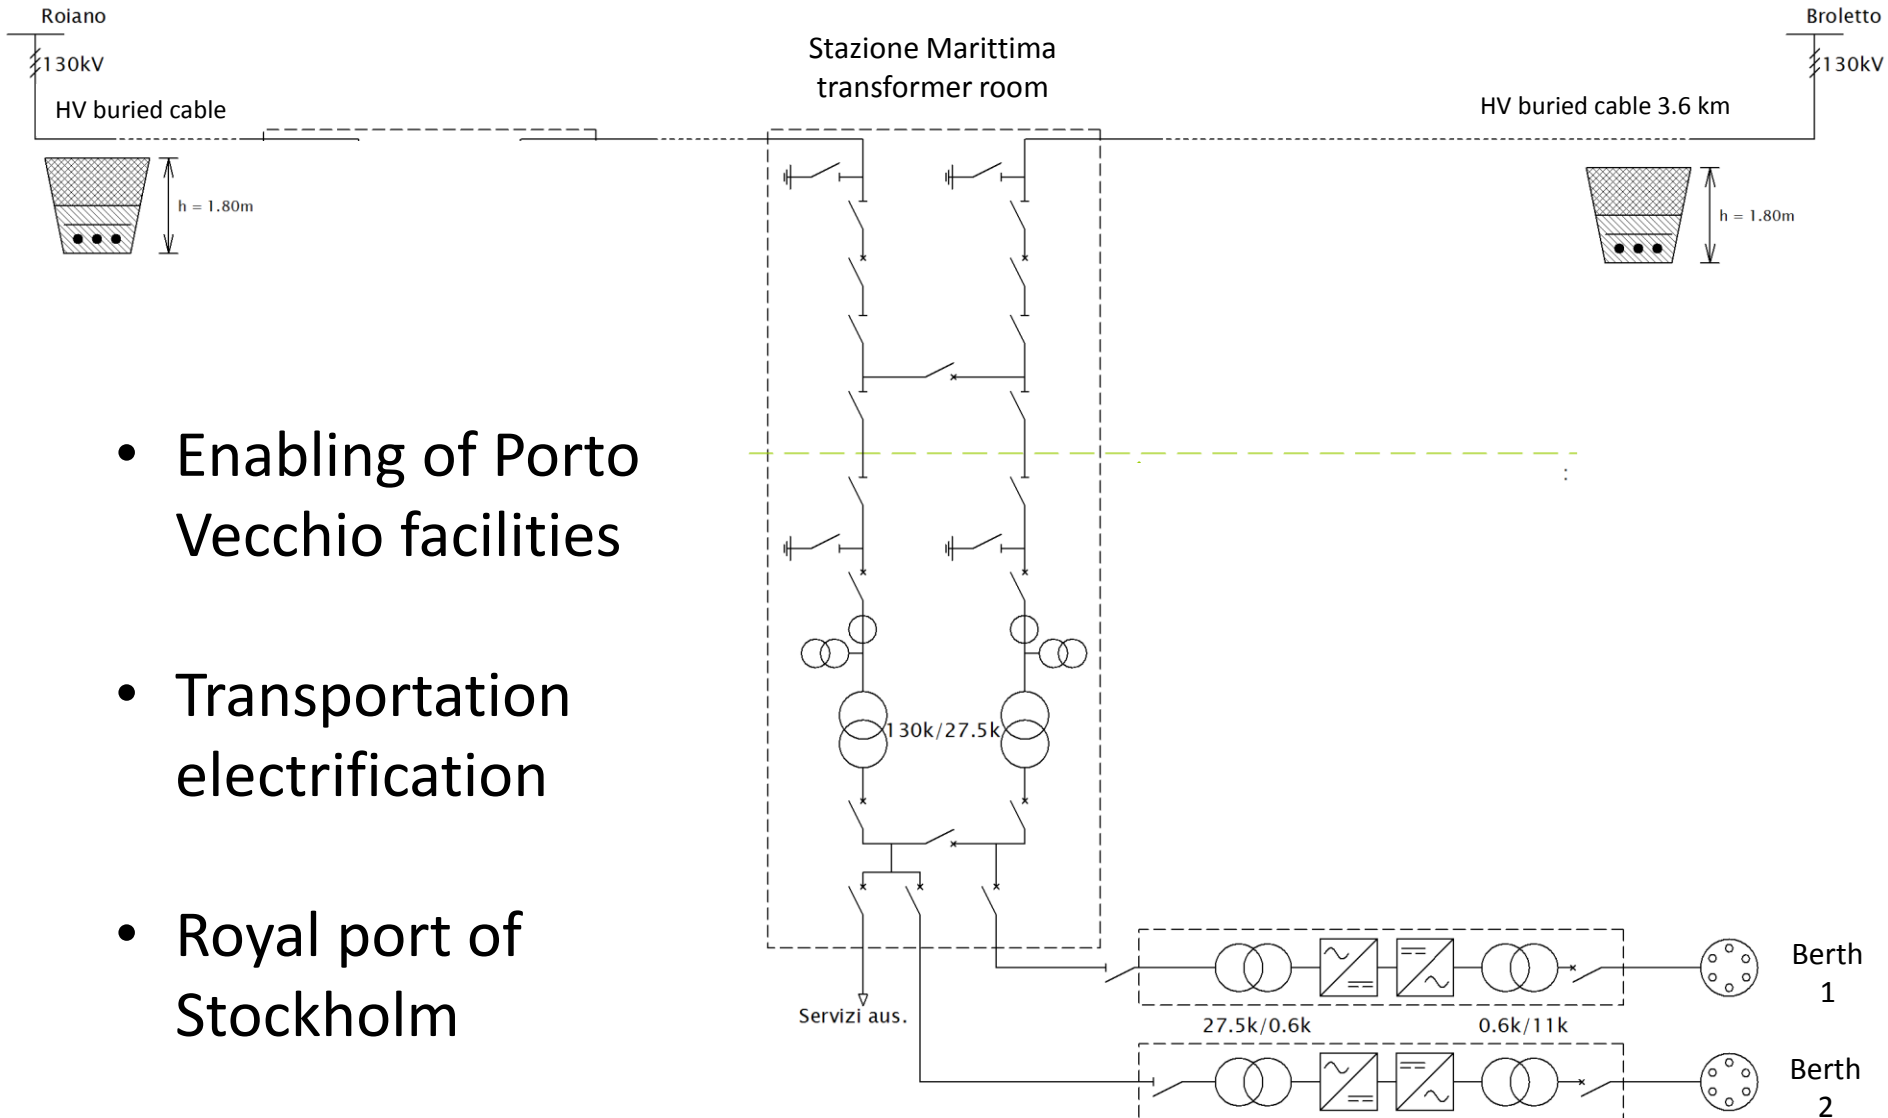 Roiano
Broletto
130kV
130kV
Stazione Marittima
transformer room
HV buried cable
HV buried cable 3.6 km
h = 1.80m
h = 1.80m
• Enabling of Porto
Vecchio facilities
• Transportation
electrification
• Royal port of
Stockholm
:
130k/27.5k
Servizi aus.
27.5k/0.6k
0.6k/11k
Berth
1
Berth
2